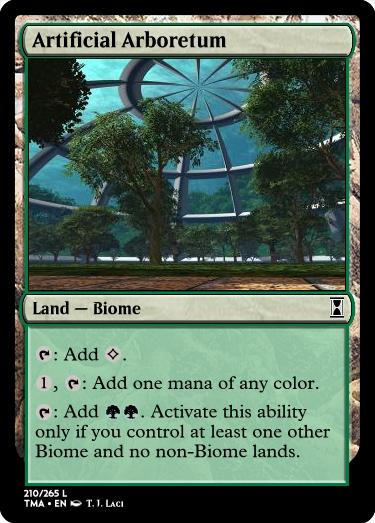 Artificial Arboretum
Land — Biome
: Add .
1, : Add one mana of any color.
: Add . Activate this ability
only if you control at least one other
Biome and no non-Biome lands.
210/265 L
TMA • EN T. J. Laci